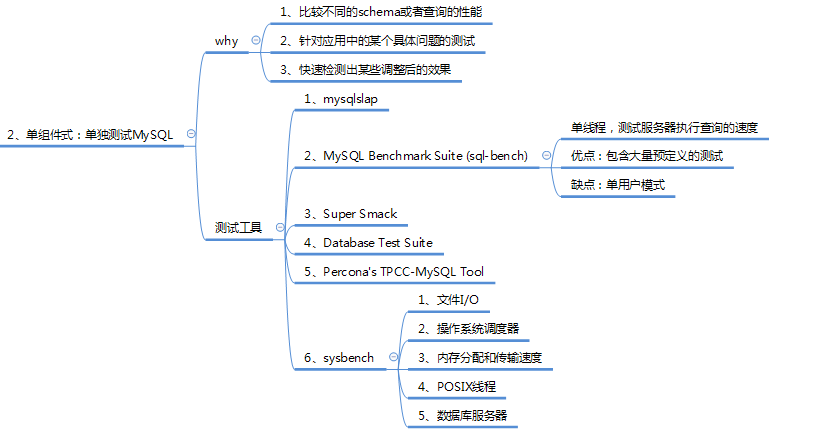 2、单组件式：单独测试MySQL
why
1、比较不同的schema或者查询的性能
2、针对应用中的某个具体问题的测试
3、快速检测出某些调整后的效果
测试工具
1、mysqlslap
2、MySQL Benchmark Suite (sql-bench)
单线程，测试服务器执行查询的速度
优点：包含大量预定义的测试
缺点：单用户模式
3、Super Smack
4、Database Test Suite
5、Percona's TPCC-MySQL Tool
6、sysbench
1、文件I/O
2、操作系统调度器
3、内存分配和传输速度
4、POSIX线程
5、数据库服务器